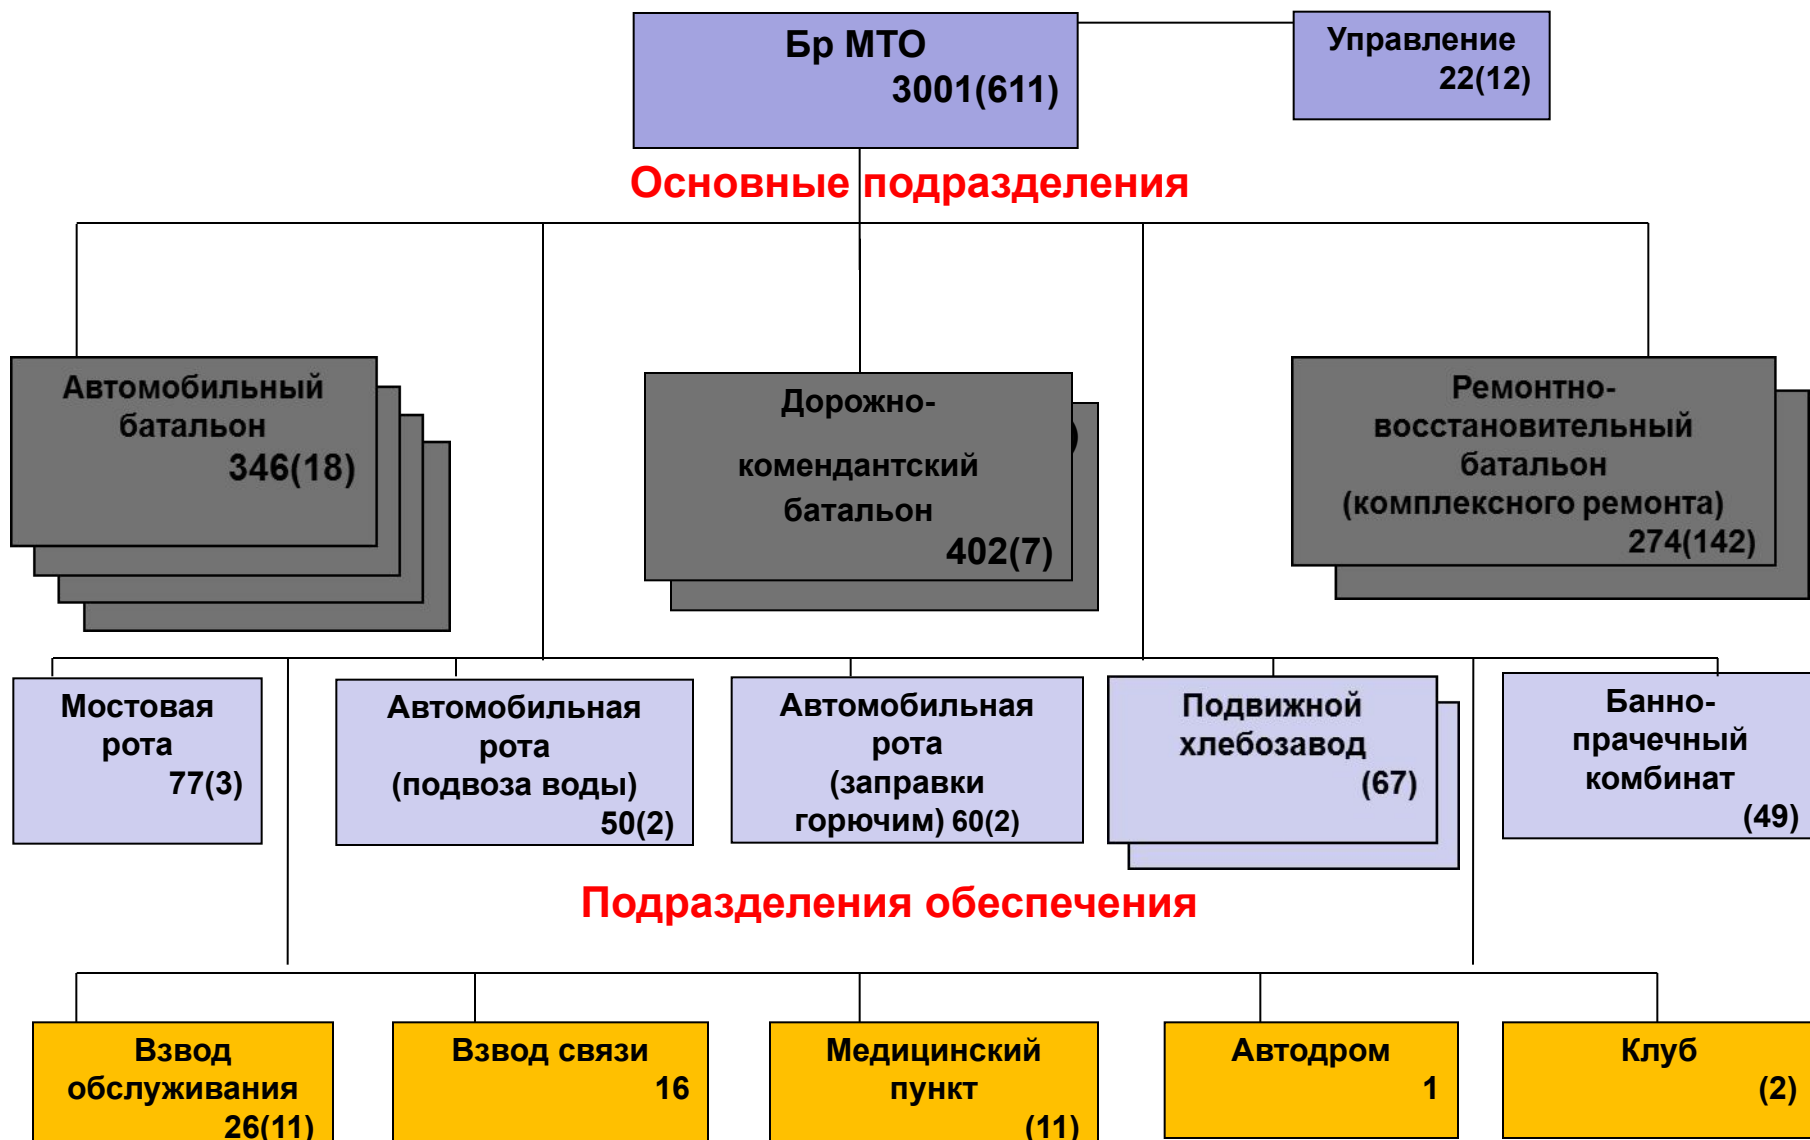 Бр МТО
3001(611)
Управление
22(12)
Основные подразделения
Автомобильный
батальон
346(18)
Дорожно-
комендантский
батальон
402(7)
)
Ремонтно-
восстановительный
батальон
(комплексного ремонта)
274(142)
Мостовая
рота
77(3)
Автомобильная
рота
(подвоза воды)
50(2)
Автомобильная
рота
(заправки
горючим) 60(2)
Подвижной
хлебозавод
(67)
Банно-
прачечный
комбинат
(49)
Подразделения обеспечения
Взвод
обслуживания
26(11)
Взвод связи
16
Медицинский
пункт
(11)
Автодром
1
Клуб
(2)